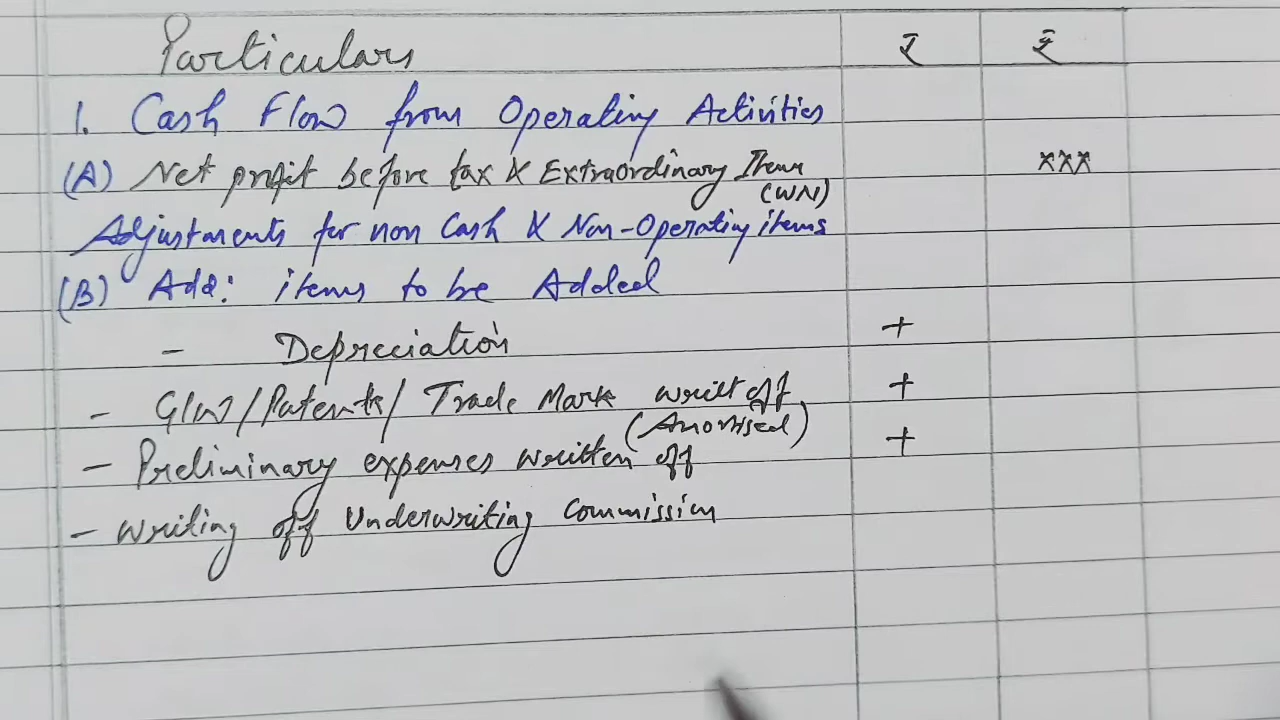 Particulars ₹ ₹
1. Cash Flow from Operating Activities
(A) Net profit before tax & Extraordinary Items xxx
(WN)
Adjustments for non Cash & Non-Operating items
(B) Add: items to be Added
- Depreciation +
- G/W/Patents/Trade Mark writt off +
(Amortised)
- Preliminary expenses written off +
- Writing off Underwriting Commission